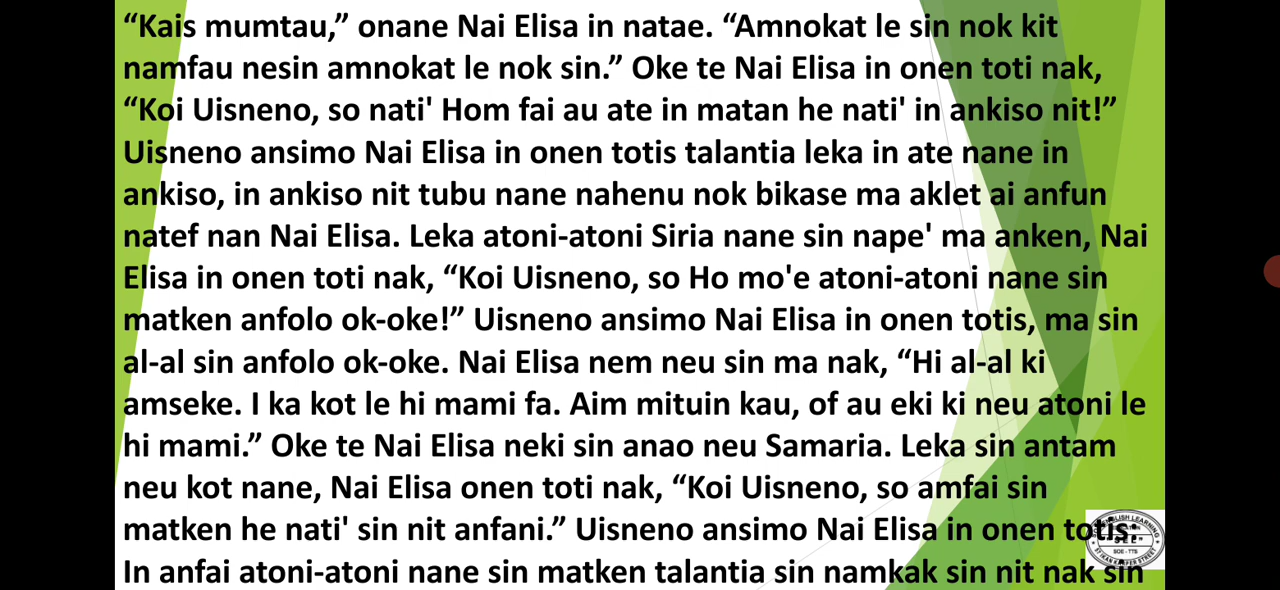 “Kais mumtau,” onane Nai Elisa in natae. “Amnokat le sin nok kit
namfau nesin amnokat le nok sin.” Oke te Nai Elisa in onen toti nak,
“Koi Uisneno, so nati' Hom fai au ate in matan he nati' in ankiso nit!”
Uisneno ansimo Nai Elisa in onen totis talantia leka in ate nane in
ankiso, in ankiso nit tubu nane nahenu nok bikase ma aklet ai anfun
natef nan Nai Elisa. Leka atoni-atoni Siria nane sin nape' ma anken, Nai
Elisa in onen toti nak, “Koi Uisneno, so Ho mo'e atoni-atoni nane sin
matken anfolo ok-oke!” Uisneno ansimo Nai Elisa in onen totis, ma sin
al-al sin anfolo ok-oke. Nai Elisa nem neu sin ma nak, “Hi al-al ki
amseke. I ka kot le hi mami fa. Aim mituin kau, of au eki ki neu atoni le
hi mami.” Oke te Nai Elisa neki sin anao neu Samaria. Leka sin antam
neu kot nane, Nai Elisa onen toti nak, “Koi Uisneno, so amfai sin
matken he nati' sin nit anfani.” Uisneno ansimo Nai Elisa in onen totis:
In anfai atoni-atoni nane sin matken talantia sin namkak sin nit nak sin
ENGLISH LEARNING
"SEE"
SOE - TTS